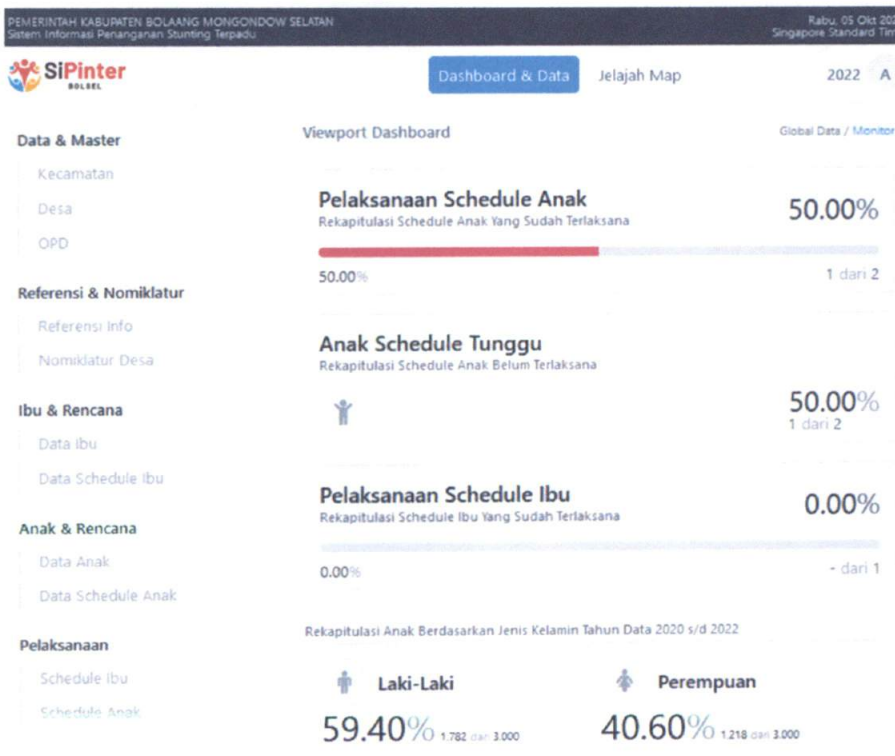 PEMERINTAH KABUPATEN BOLAANG MONGONDOW SELATAN
Sistem Informasi Penanganan Stunting Terpadu
Rabu, 05 Okt 202
Singapore Standard Tim
SiPinter
BOLSEL
Dashboard & Data
Jelajah Map
2022
A
Data & Master
Kecamatan
Desa
OPD
Referensi & Nomiklatur
Referensi Info
Nomiklatur Desa
Ibu & Rencana
Data Ibu
Data Schedule Ibu
Anak & Rencana
Data Anak
Data Schedule Anak
Pelaksanaan
Schedule Ibu
Schedule Anak
Viewport Dashboard
Global Data / Monitor
Pelaksanaan Schedule Anak
Rekapitulasi Schedule Anak Yang Sudah Terlaksana
50.00%
50.00%
1 dari 2
Anak Schedule Tunggu
Rekapitulasi Schedule Anak Belum Terlaksana
50.00%
1 dari 2
Pelaksanaan Schedule Ibu
Rekapitulasi Schedule Ibu Yang Sudah Terlaksana
0.00%
0.00%
- dari 1
Rekapitulasi Anak Berdasarkan Jenis Kelamin Tahun Data 2020 s/d 2022
Laki-Laki
59.40% 1.782 dari 3.000
Perempuan
40.60% 1.218 dari 3.000